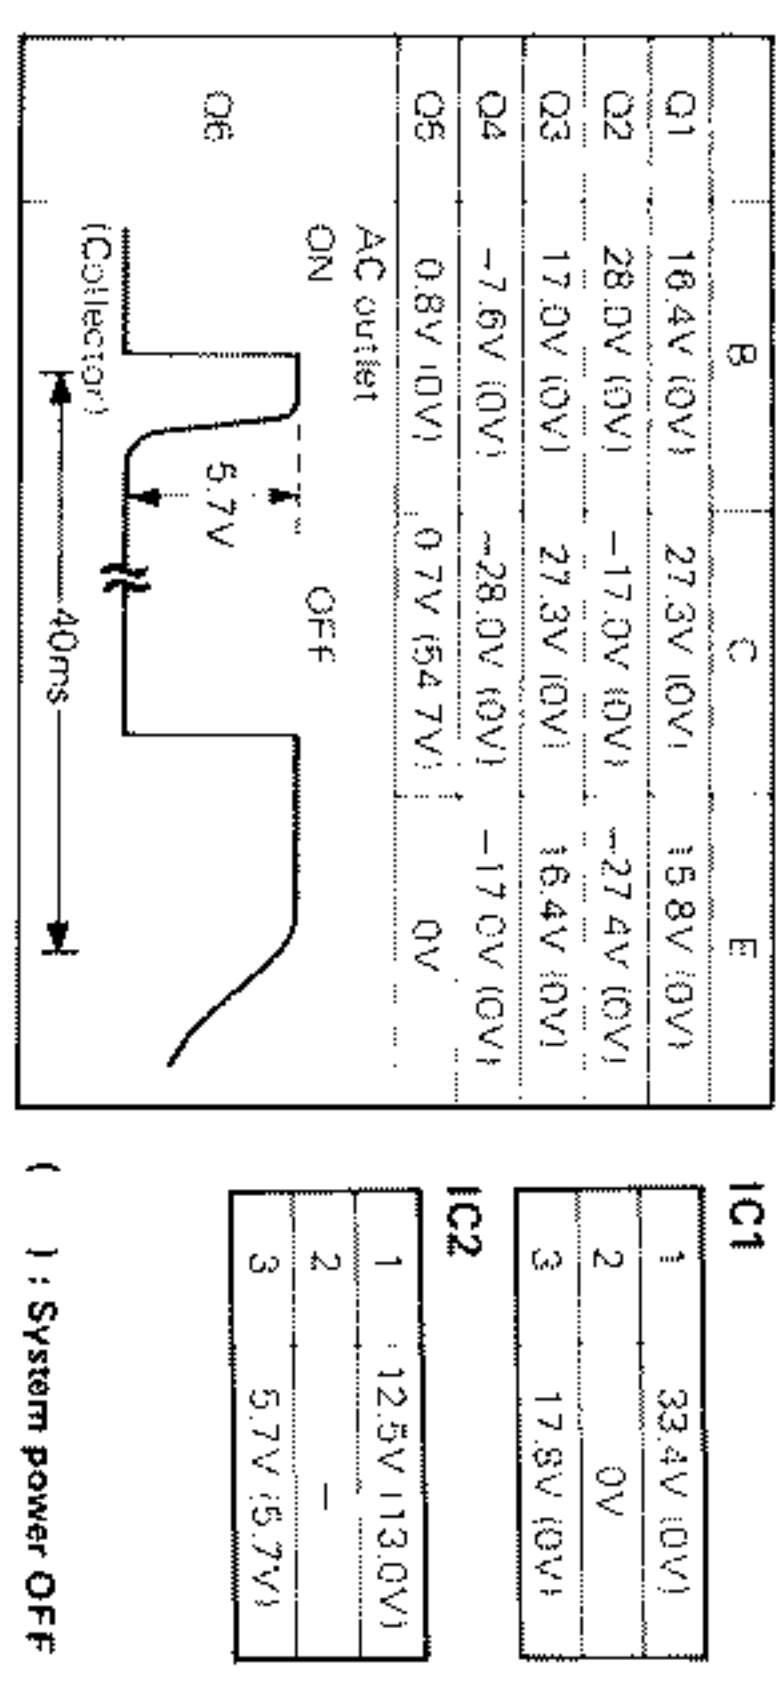 B C E
Q1 16.4V (0V) 27.3V (0V) 15.8V (0V)
Q2 28.0V (0V) −17.0V (0V) −27.4V (0V)
Q3 17.0V (0V) 27.3V (0V) 16.4V (0V)
Q4 −7.6V (0V) −28.0V (0V) −17.0V (0V)
Q5 0.8V (0V) 0.7V (54.7V) 0V
Q6
AC outlet
ON OFF
5.7V
(Collector)
40ms
IC1
1 33.4V (0V)
2 0V
3 17.8V (0V)
IC2
1 12.5V (13.0V)
2 −
3 5.7V (5.7V)
( ) : System power OFF